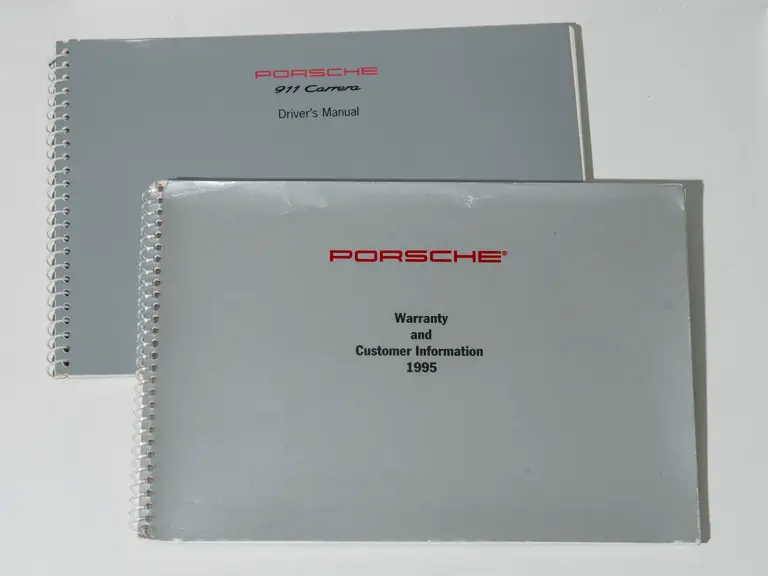 PORSCHE
911 Carrera
Driver's Manual
PORSCHE®
Warranty
and
Customer Information
1995